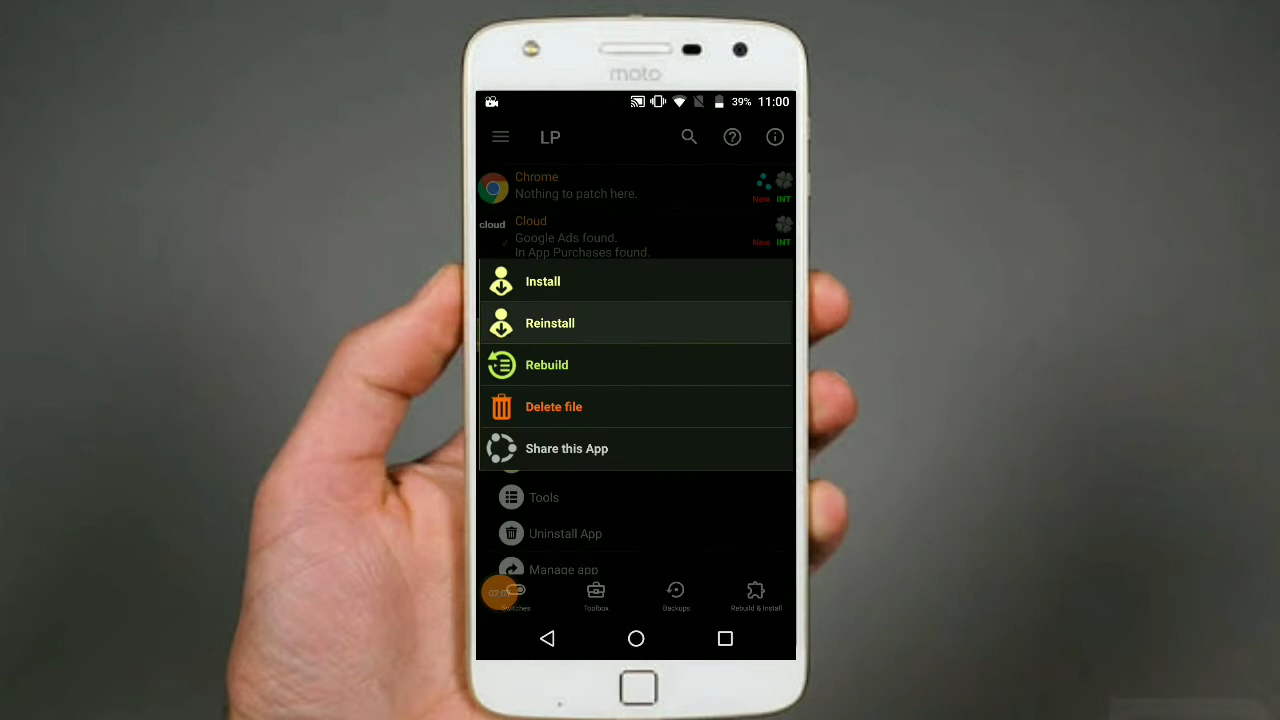 moto
39% 11:00
LP
Chrome
Nothing to patch here.
New INT
cloud
Cloud
Google Ads found.
In App Purchases found.
New INT
Install
Reinstall
Rebuild
Delete file
Share this App
Tools
Uninstall App
Manage app
Switches
Toolbox
Backups
Rebuild & Install